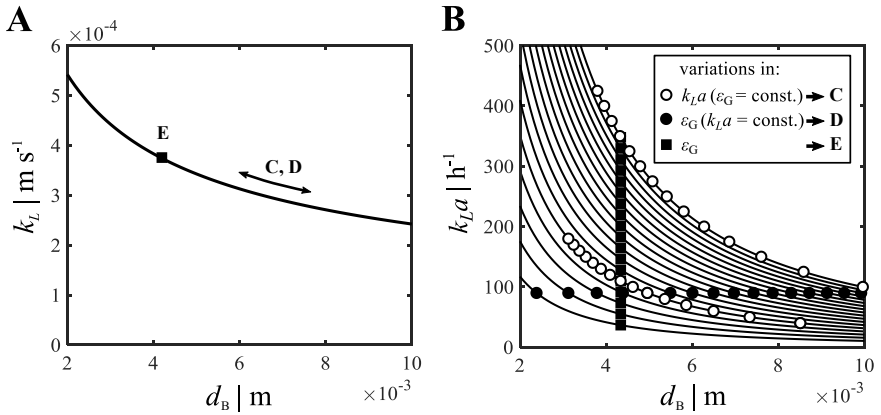 A
×10⁻⁴
6
5
4
3
2
1
0
k_L | m s⁻¹
E
C, D
2
4
6
8
10
×10⁻³
d_B | m
B
500
400
300
200
100
0
k_La | h⁻¹
variations in:
k_La (ε_G = const.) → C
ε_G (k_La = const.) → D
ε_G → E
2
4
6
8
10
×10⁻³
d_B | m